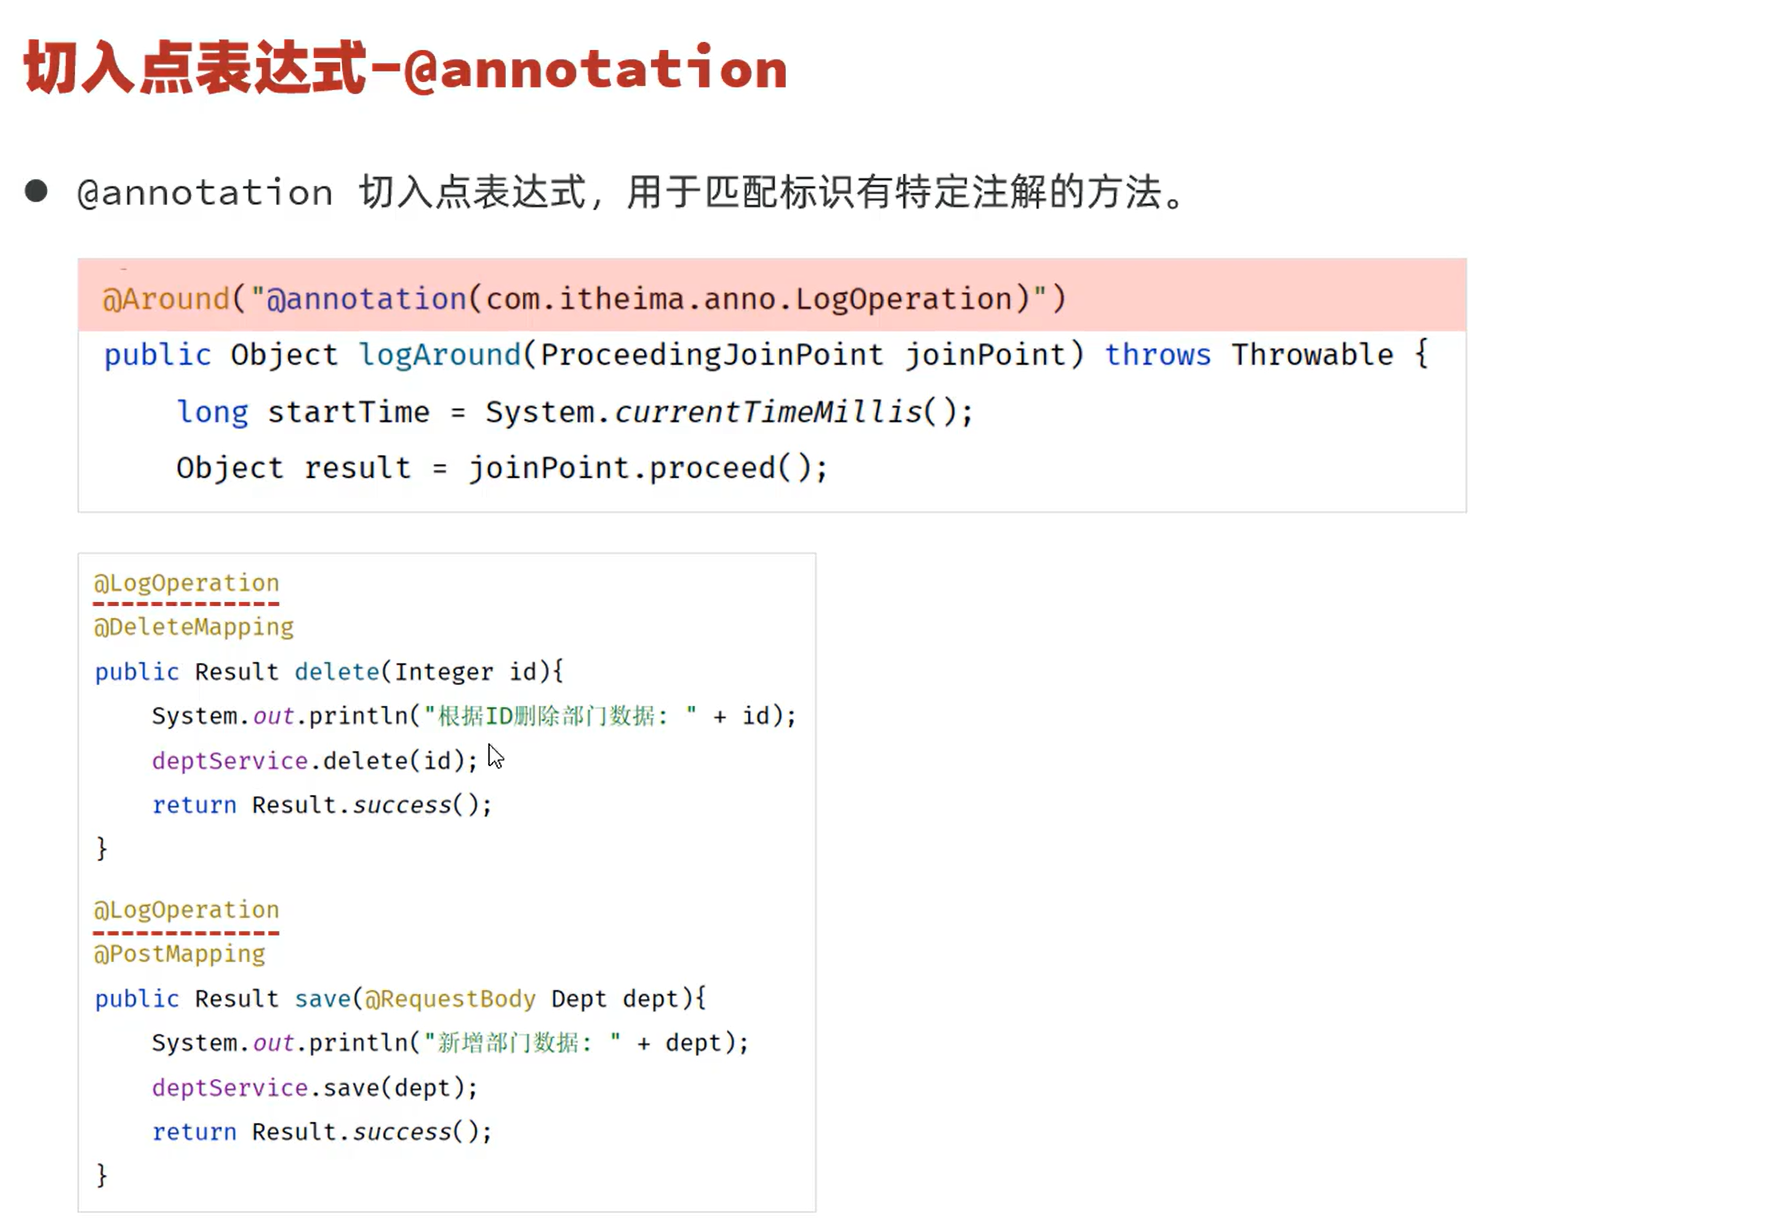 切入点表达式-@annotation
@annotation 切入点表达式，用于匹配标识有特定注解的方法。
@Around("@annotation(com.itheima.anno.LogOperation)")
public Object logAround(ProceedingJoinPoint joinPoint) throws Throwable {
    long startTime = System.currentTimeMillis();
    Object result = joinPoint.proceed();
@LogOperation
@DeleteMapping
public Result delete(Integer id){
    System.out.println("根据ID删除部门数据: " + id);
    deptService.delete(id);
    return Result.success();
}
@LogOperation
@PostMapping
public Result save(@RequestBody Dept dept){
    System.out.println("新增部门数据: " + dept);
    deptService.save(dept);
    return Result.success();
}